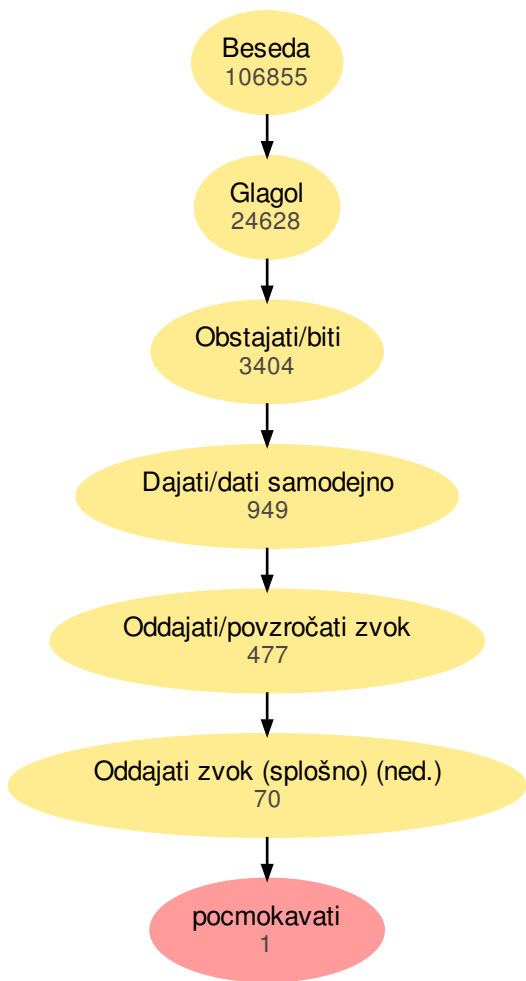 Beseda
106855
Glagol
24628
Obstajati/biti
3404
Dajati/dati samodejno
949
Oddajati/povzročati zvok
477
Oddajati zvok (splošno) (ned.)
70
pocmokavati
1